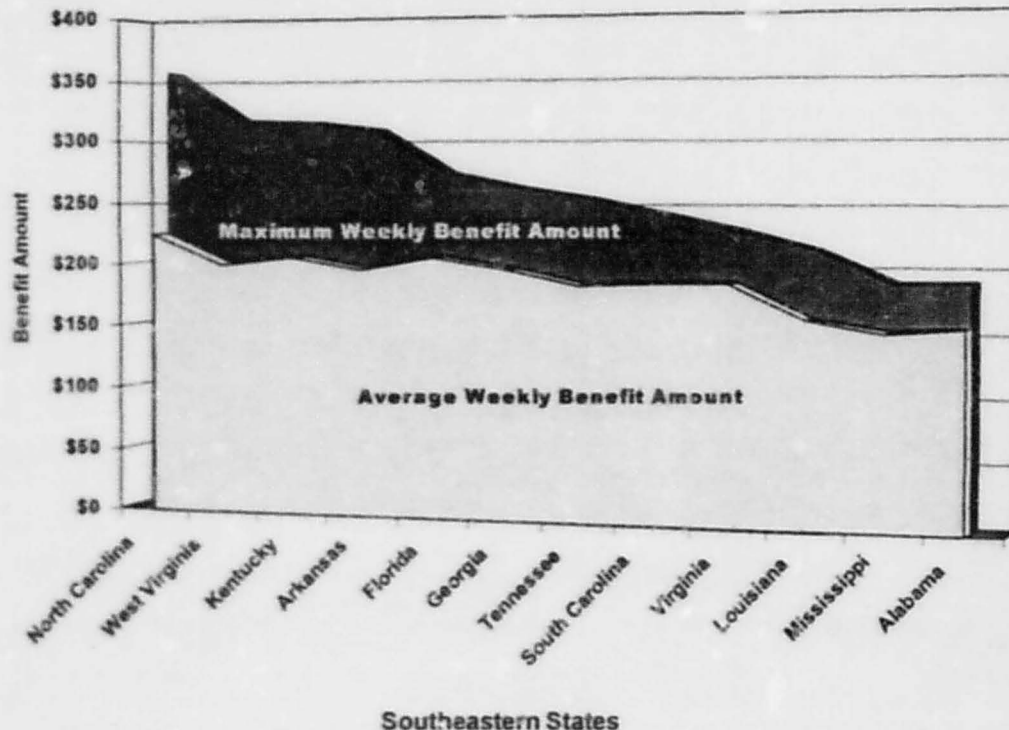 $400
$350
$300
$250
$200
$150
$100
$50
$0
Benefit Amount
Maximum Weekly Benefit Amount
Average Weekly Benefit Amount
North Carolina
West Virginia
Kentucky
Arkansas
Florida
Georgia
Tennessee
South Carolina
Virginia
Louisiana
Mississippi
Alabama
Southeastern States